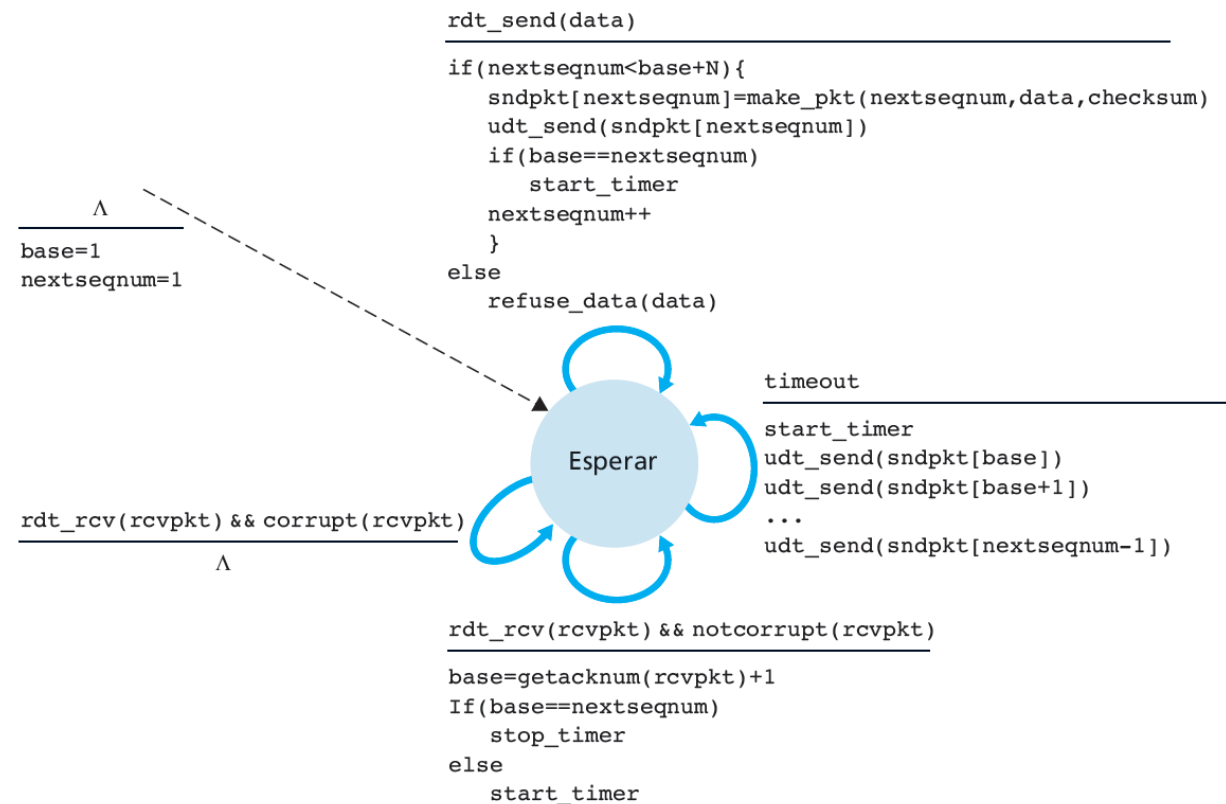 rdt_send(data)
if(nextseqnum<base+N){
sndpkt[nextseqnum]=make_pkt(nextseqnum,data,checksum)
udt_send(sndpkt[nextseqnum])
if(base==nextseqnum)
start_timer
nextseqnum++
}
else
refuse_data(data)
Λ
base=1
nextseqnum=1
timeout
start_timer
udt_send(sndpkt[base])
udt_send(sndpkt[base+1])
...
udt_send(sndpkt[nextseqnum-1])
Esperar
rdt_rcv(rcvpkt) && corrupt(rcvpkt)
Λ
rdt_rcv(rcvpkt) && notcorrupt(rcvpkt)
base=getacknum(rcvpkt)+1
If(base==nextseqnum)
stop_timer
else
start_timer